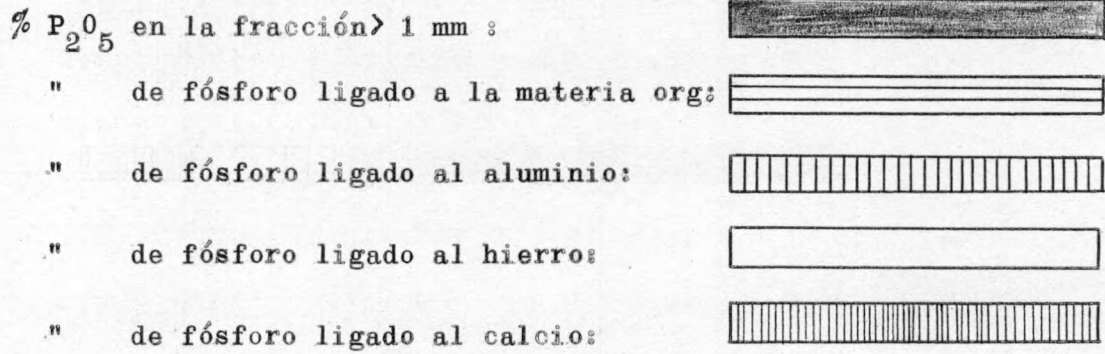 % P₂O₅ en la fracción> 1 mm :
" de fósforo ligado a la materia org:
" de fósforo ligado al aluminio:
" de fósforo ligado al hierro:
" de fósforo ligado al calcio: